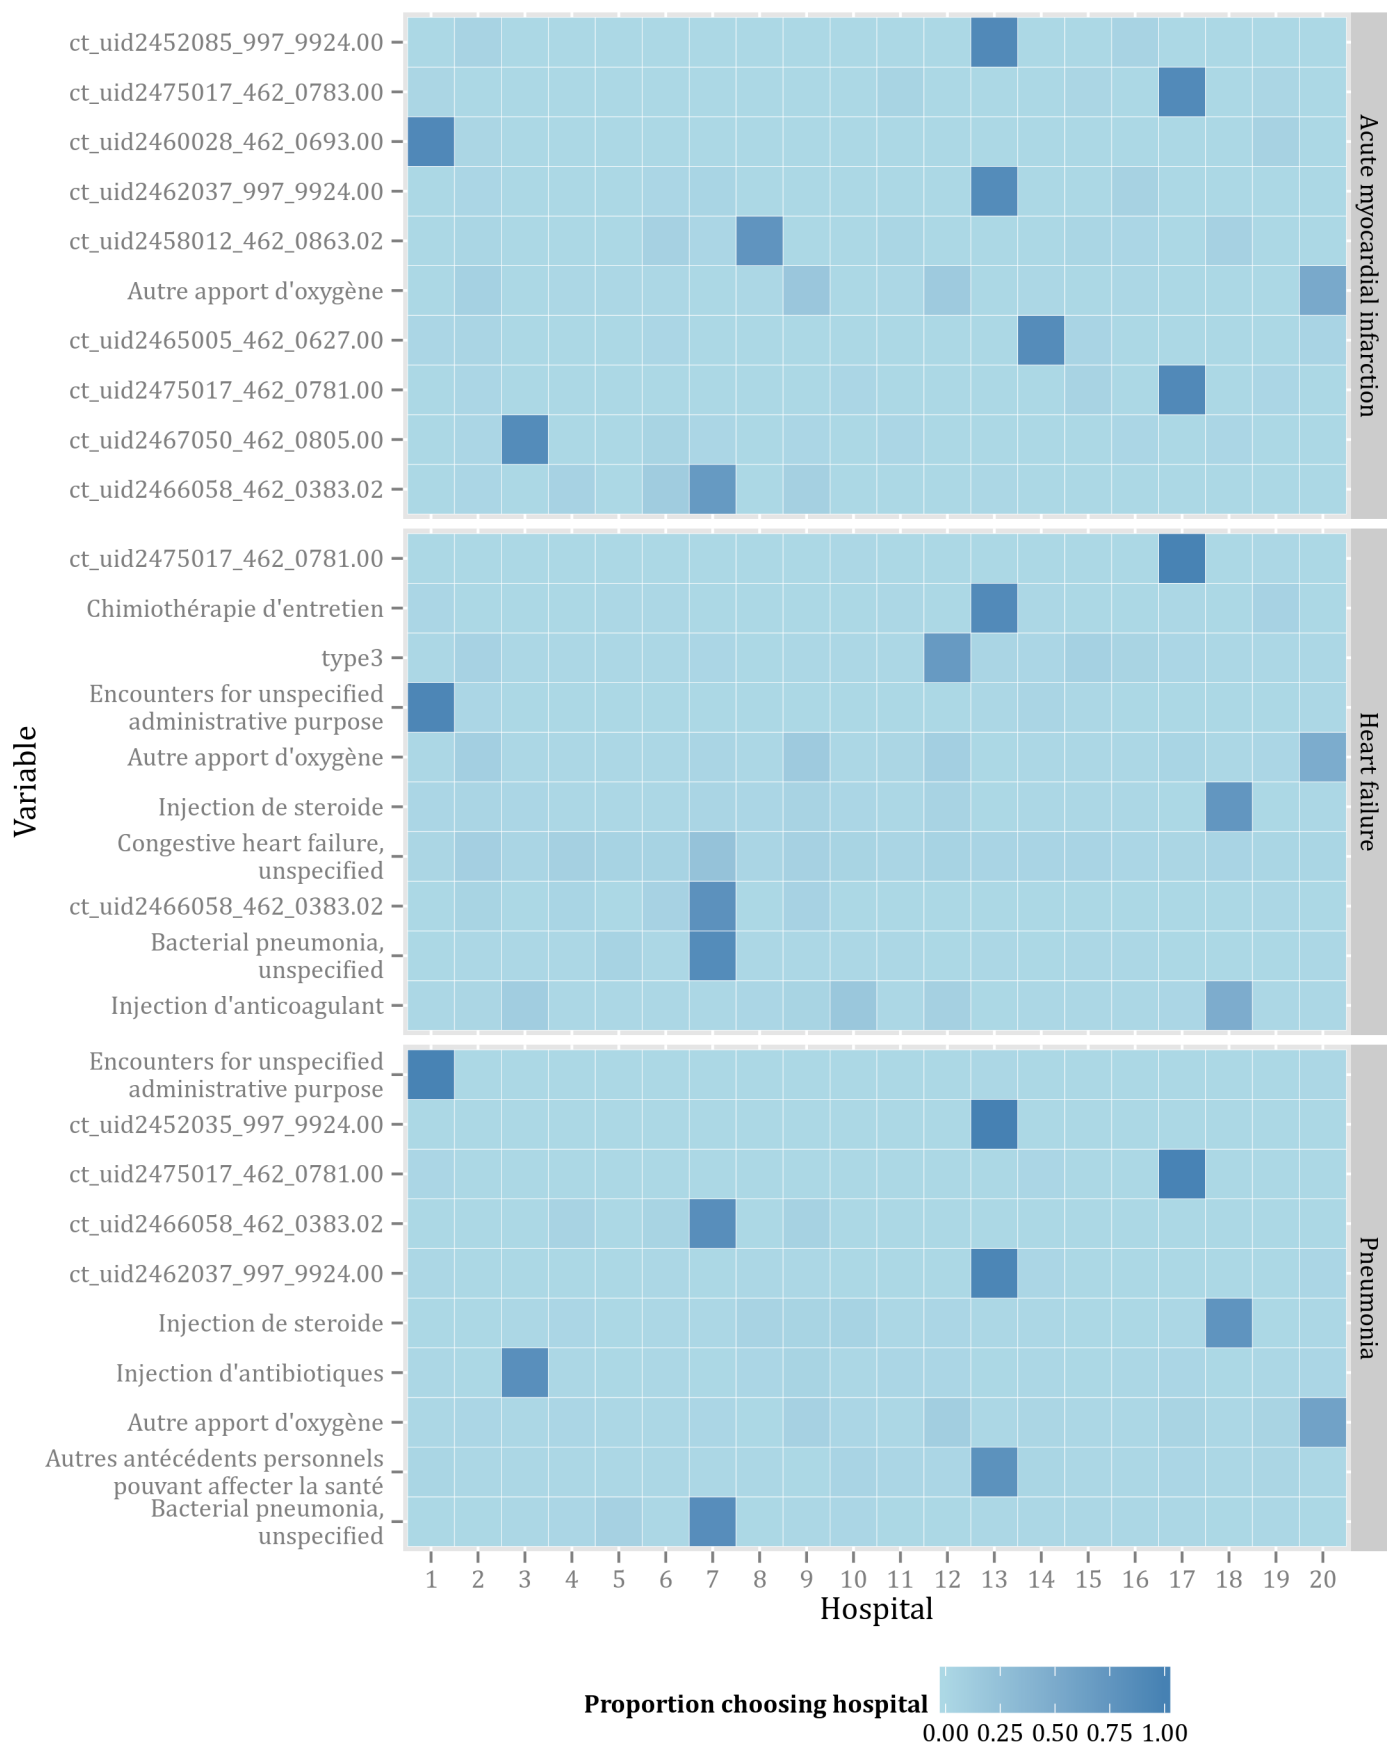 ct_uid2452085_997_9924.00
ct_uid2475017_462_0783.00
ct_uid2460028_462_0693.00
ct_uid2462037_997_9924.00
ct_uid2458012_462_0863.02
Autre apport d'oxygène
ct_uid2465005_462_0627.00
ct_uid2475017_462_0781.00
ct_uid2467050_462_0805.00
ct_uid2466058_462_0383.02
Acute myocardial infarction
ct_uid2475017_462_0781.00
Chimiothérapie d'entretien
type3
Encounters for unspecified
administrative purpose
Autre apport d'oxygène
Injection de steroide
Congestive heart failure,
unspecified
ct_uid2466058_462_0383.02
Bacterial pneumonia,
unspecified
Injection d'anticoagulant
Heart failure
Variable
Encounters for unspecified
administrative purpose
ct_uid2452035_997_9924.00
ct_uid2475017_462_0781.00
ct_uid2466058_462_0383.02
ct_uid2462037_997_9924.00
Injection de steroide
Injection d'antibiotiques
Autre apport d'oxygène
Autres antécédents personnels
pouvant affecter la santé
Bacterial pneumonia,
unspecified
Pneumonia
1 2 3 4 5 6 7 8 9 10 11 12 13 14 15 16 17 18 19 20
Hospital
Proportion choosing hospital
0.00 0.25 0.50 0.75 1.00